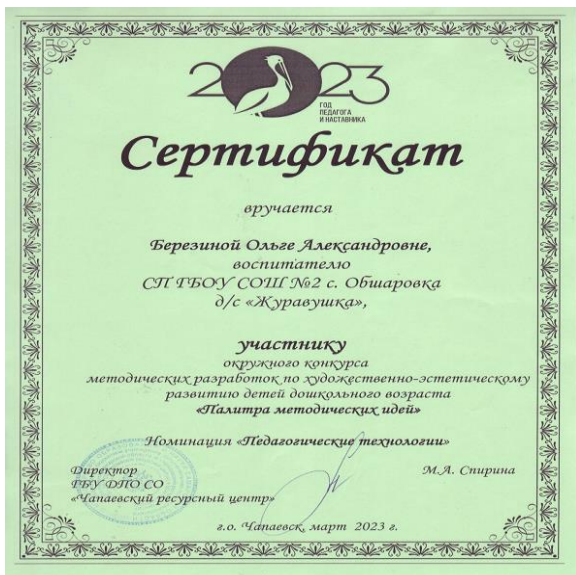 2023
ГОД
ПЕДАГОГА
И НАСТАВНИКА
Сертификат
вручается
Березиной Ольге Александровне,
воспитателю
СП ГБОУ СОШ №2 с. Обшаровка
д/с «Журавушка»,
участнику
окружного конкурса
методических разработок по художественно-эстетическому
развитию детей дошкольного возраста
«Палитра методических идей»
Номинация «Педагогические технологии»
Директор
ГБУ ДПО СО
«Чапаевский ресурсный центр»
М.А. Спирина
г.о. Чапаевск, март 2023 г.